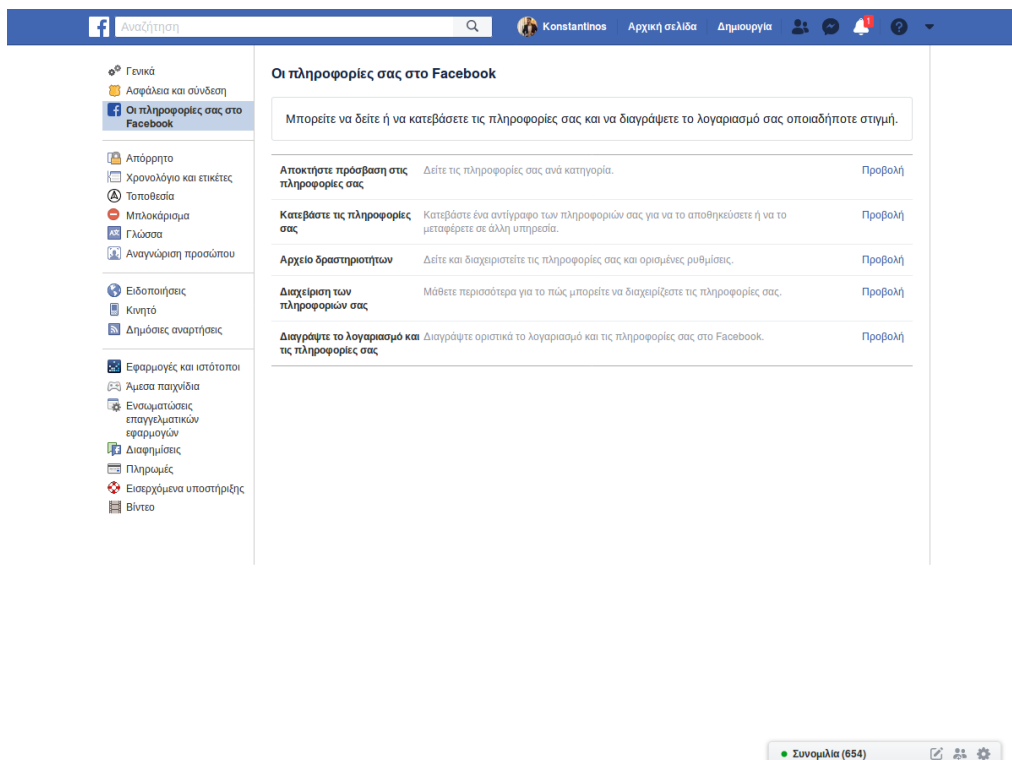 Αναζήτηση
Konstantinos
Αρχική σελίδα
Δημιουργία
1
?
Γενικά
Ασφάλεια και σύνδεση
Οι πληροφορίες σας στο
Facebook
Απόρρητο
Χρονολόγιο και ετικέτες
Τοποθεσία
Μπλοκάρισμα
Γλώσσα
Αναγνώριση προσώπου
Ειδοποιήσεις
Κινητό
Δημόσιες αναρτήσεις
Εφαρμογές και ιστότοποι
Άμεσα παιχνίδια
Ενσωματώσεις
επαγγελματικών
εφαρμογών
Διαφημίσεις
Πληρωμές
Εισερχόμενα υποστήριξης
Βίντεο
Οι πληροφορίες σας στο Facebook
Μπορείτε να δείτε ή να κατεβάσετε τις πληροφορίες σας και να διαγράψετε το λογαριασμό σας οποιαδήποτε στιγμή.
Αποκτήστε πρόσβαση στις
πληροφορίες σας
Δείτε τις πληροφορίες σας ανά κατηγορία.
Προβολή
Κατεβάστε τις πληροφορίες
σας
Κατεβάστε ένα αντίγραφο των πληροφοριών σας για να το αποθηκεύσετε ή να το
μεταφέρετε σε άλλη υπηρεσία.
Προβολή
Αρχείο δραστηριοτήτων
Δείτε και διαχειριστείτε τις πληροφορίες σας και ορισμένες ρυθμίσεις.
Προβολή
Διαχείριση των
πληροφοριών σας
Μάθετε περισσότερα για το πώς μπορείτε να διαχειρίζεστε τις πληροφορίες σας.
Προβολή
Διαγράψτε το λογαριασμό και
τις πληροφορίες σας
Διαγράψτε οριστικά το λογαριασμό και τις πληροφορίες σας στο Facebook.
Προβολή
Συνομιλία (654)